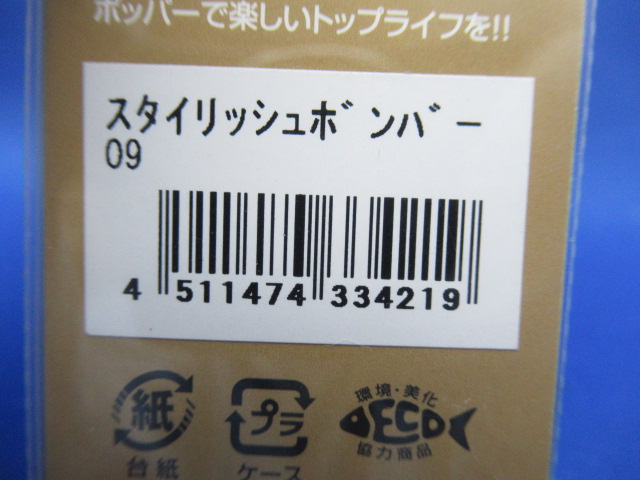 ポッパーで楽しいトップライフを!!
スタイリッシュボンバー
09
4 511474 334219
紙
台紙
プラ
ケース
環境・美化
ECO
協力商品